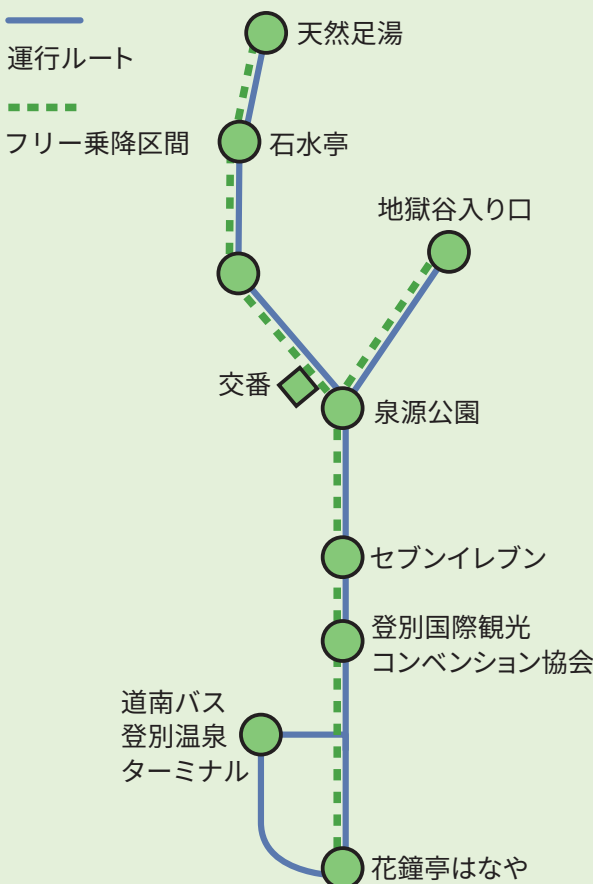 運行ルート
フリー乗降区間
天然足湯
石水亭
地獄谷入り口
交番
泉源公園
セブンイレブン
登別国際観光
コンベンション協会
道南バス
登別温泉
ターミナル
花鐘亭はなや